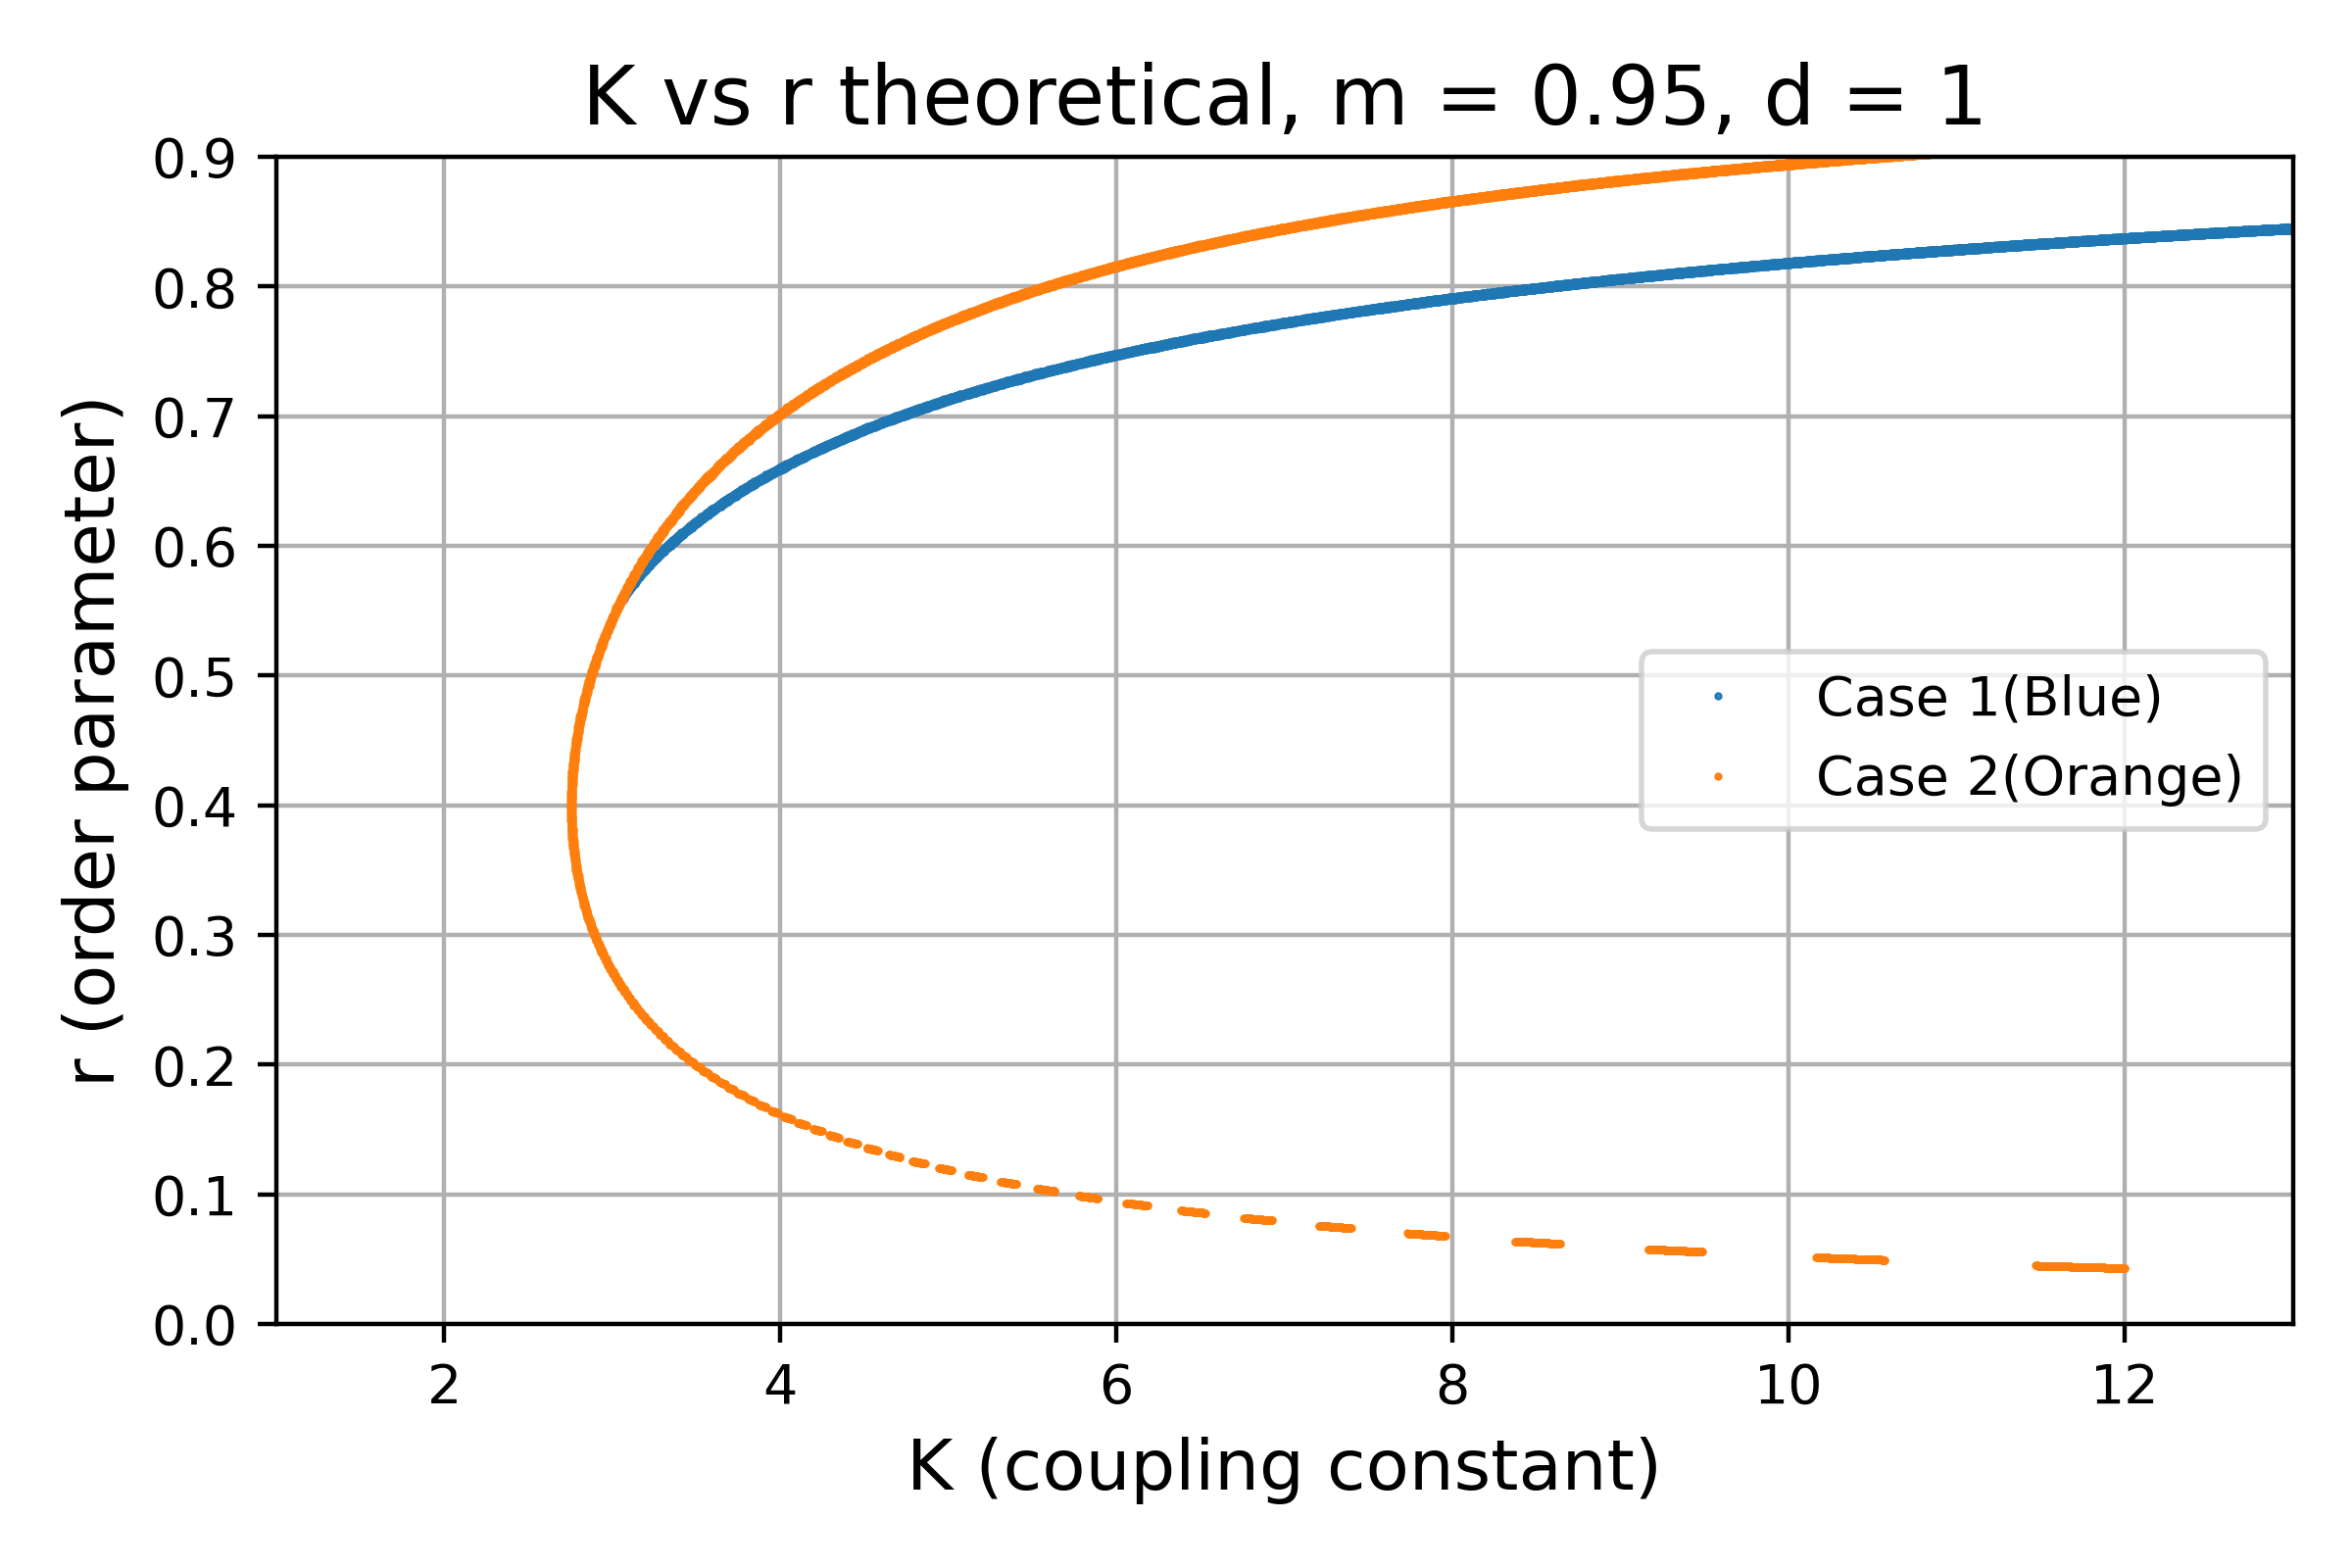 K vs r theoretical, m = 0.95, d = 1
r (order parameter)
0.9
0.8
0.7
0.6
0.5
0.4
0.3
0.2
0.1
0.0
Case 1(Blue)
Case 2(Orange)
2 4 6 8 10 12
K (coupling constant)